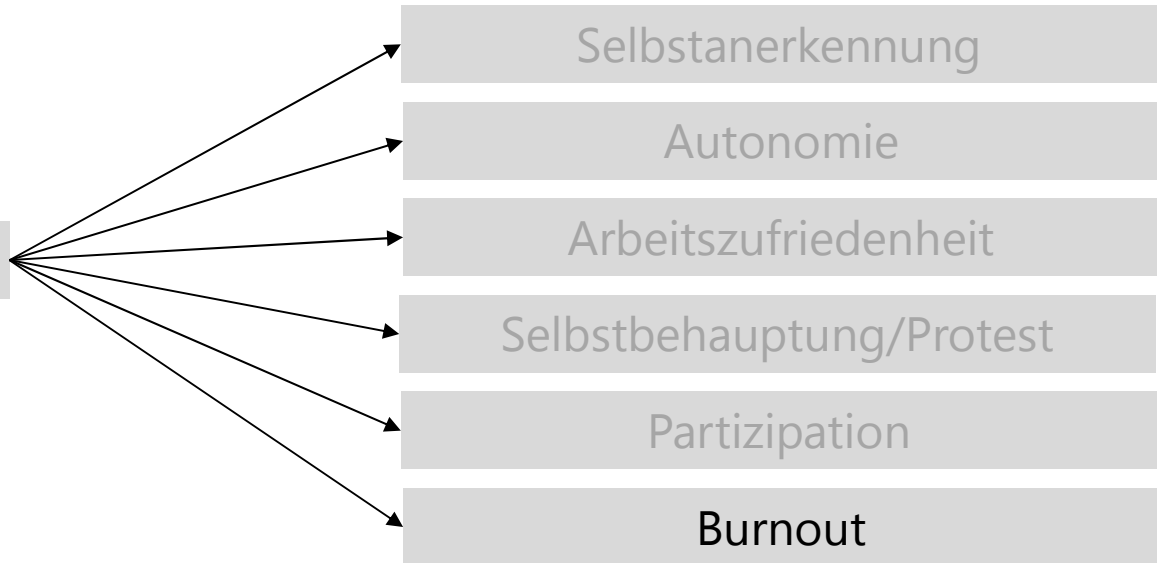 Selbstanerkennung
Autonomie
Arbeitszufriedenheit
Selbstbehauptung/Protest
Partizipation
Burnout